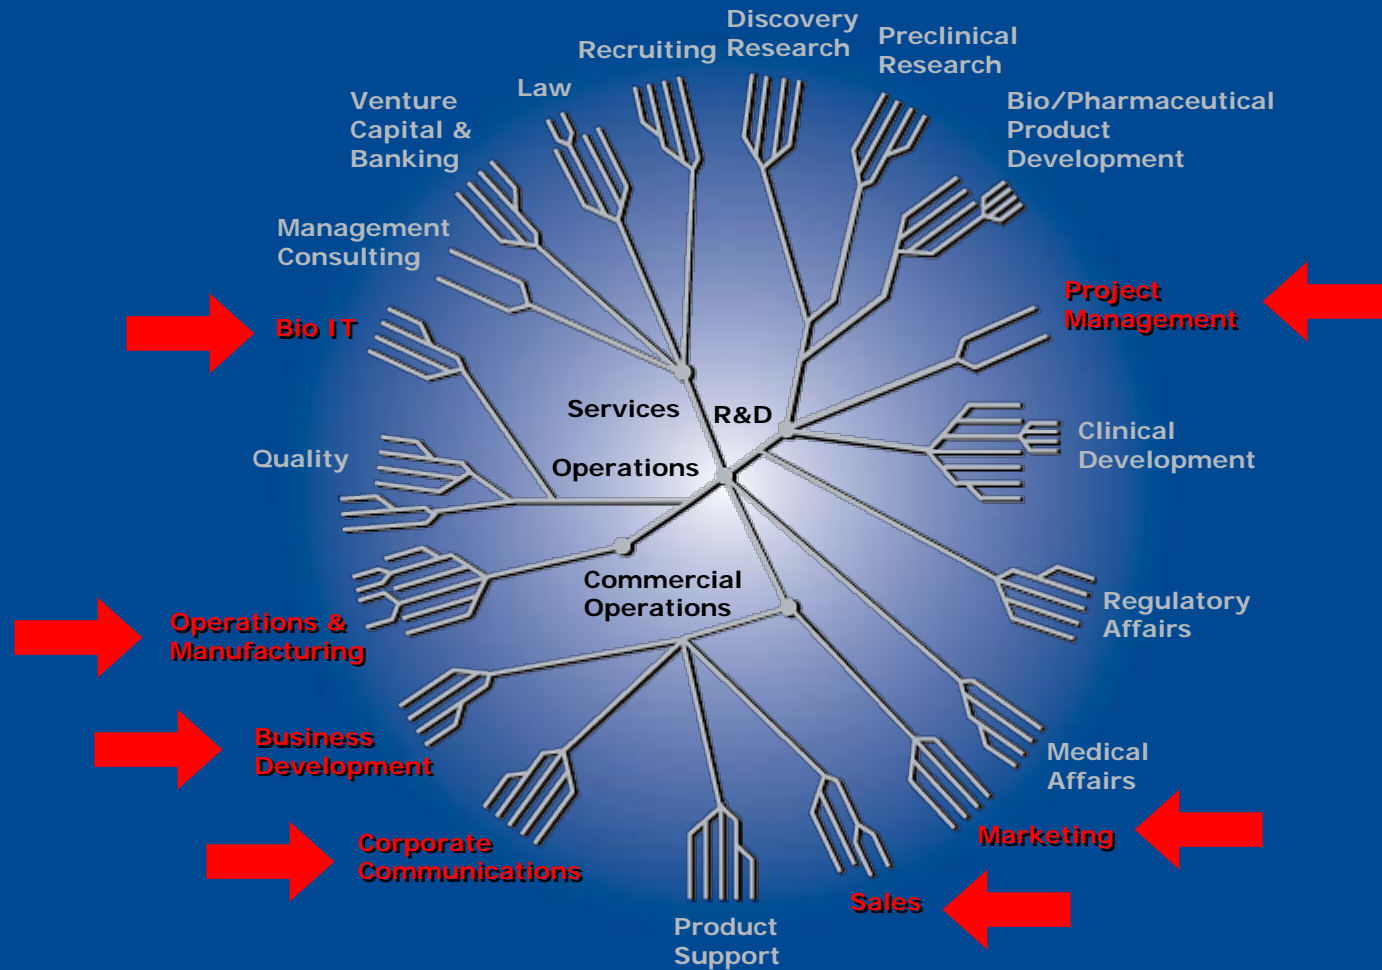 Discovery
Research
Recruiting
Preclinical
Research
Law
Venture
Capital &
Banking
Bio/Pharmaceutical
Product
Development
Management
Consulting
Project
Management
Bio IT
Services
R&D
Clinical
Development
Quality
Operations
Commercial
Operations
Regulatory
Affairs
Operations &
Manufacturing
Business
Development
Medical
Affairs
Marketing
Corporate
Communications
Sales
Product
Support